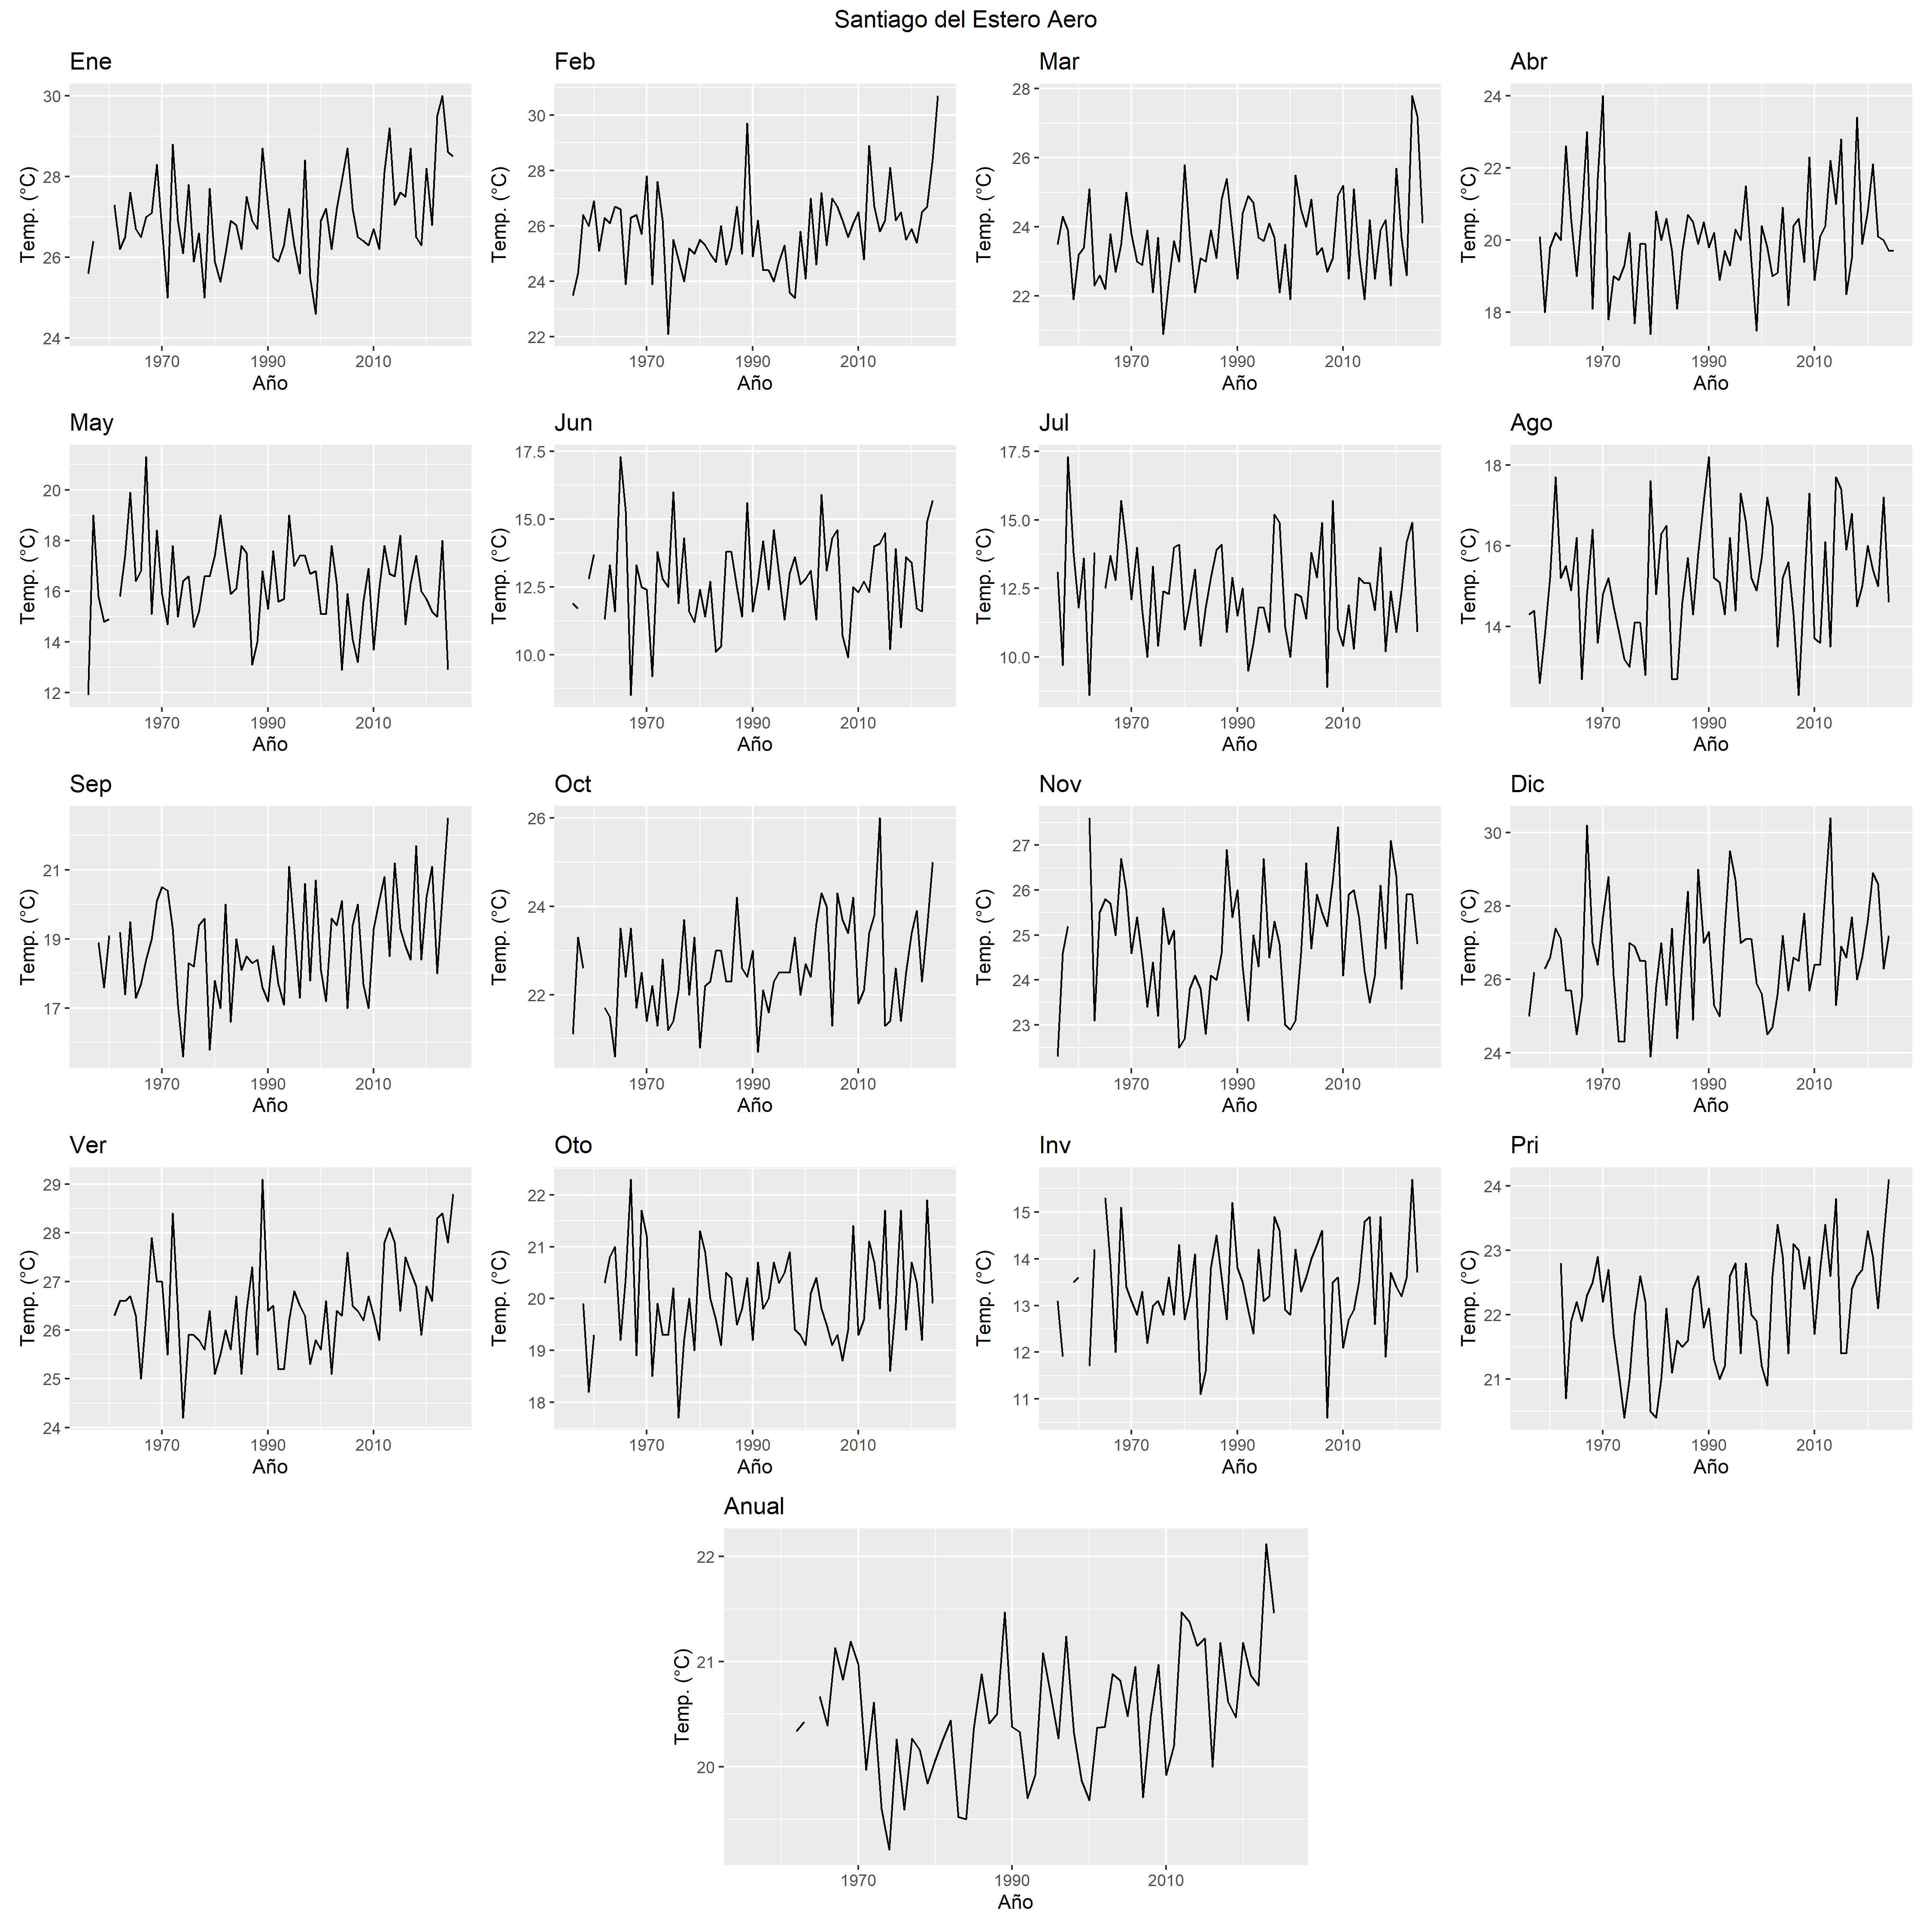 Santiago del Estero Aero
Ene
Temp. (°C)
30
28
26
24
1970 1990 2010
Año
Feb
Temp. (°C)
30
28
26
24
22
1970 1990 2010
Año
Mar
Temp. (°C)
28
26
24
22
1970 1990 2010
Año
Abr
Temp. (°C)
24
22
20
18
1970 1990 2010
Año
May
Temp. (°C)
20
18
16
14
12
1970 1990 2010
Año
Jun
Temp. (°C)
17.5
15.0
12.5
10.0
1970 1990 2010
Año
Jul
Temp. (°C)
17.5
15.0
12.5
10.0
1970 1990 2010
Año
Ago
Temp. (°C)
18
16
14
1970 1990 2010
Año
Sep
Temp. (°C)
21
19
17
1970 1990 2010
Año
Oct
Temp. (°C)
26
24
22
1970 1990 2010
Año
Nov
Temp. (°C)
27
26
25
24
23
1970 1990 2010
Año
Dic
Temp. (°C)
30
28
26
24
1970 1990 2010
Año
Ver
Temp. (°C)
29
28
27
26
25
24
1970 1990 2010
Año
Oto
Temp. (°C)
22
21
20
19
18
1970 1990 2010
Año
Inv
Temp. (°C)
15
14
13
12
11
1970 1990 2010
Año
Pri
Temp. (°C)
24
23
22
21
1970 1990 2010
Año
Anual
Temp. (°C)
22
21
20
1970 1990 2010
Año